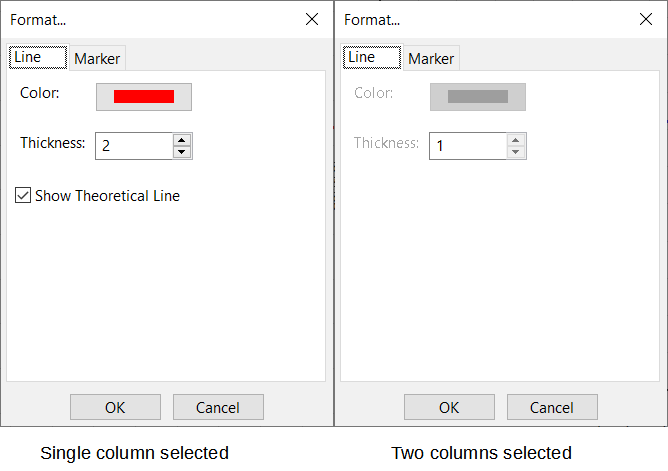 Format...
Line
Marker
Color:
Thickness:
2
Show Theoretical Line
OK
Cancel
Single column selected
Format...
Line
Marker
Color:
Thickness:
1
OK
Cancel
Two columns selected